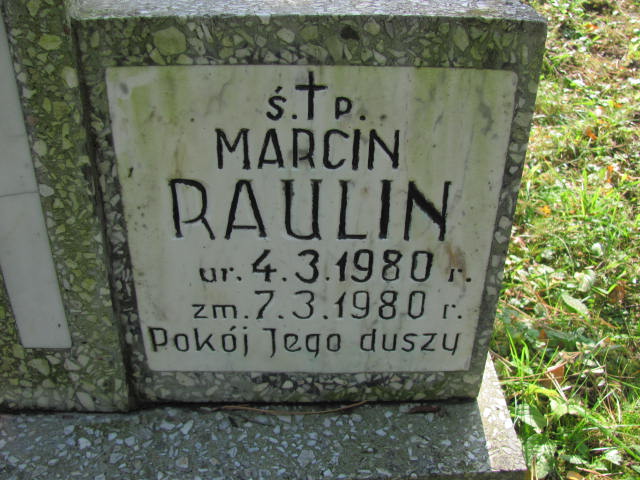 ś.†p.
MARCIN
RAULIN
ur. 4.3.1980 r.
zm. 7.3.1980 r.
Pokój Jego duszy